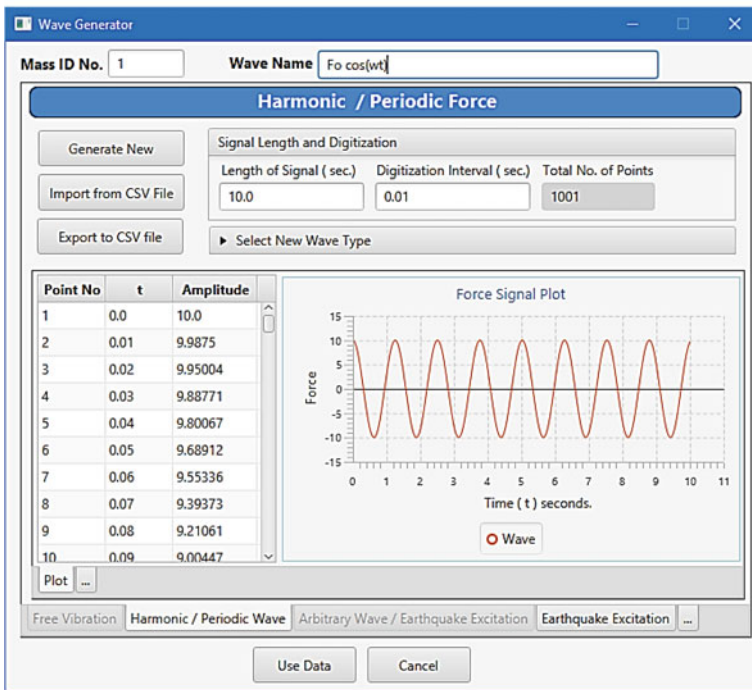 Wave Generator
Mass ID No. 1 Wave Name Fo cos(wt)
Harmonic / Periodic Force
Generate New
Import from CSV File
Export to CSV file
Signal Length and Digitization
Length of Signal ( sec.) Digitization Interval ( sec.) Total No. of Points
10.0 0.01 1001
Select New Wave Type
Point No t Amplitude
1 0.0 10.0
2 0.01 9.9875
3 0.02 9.95004
4 0.03 9.88771
5 0.04 9.80067
6 0.05 9.68912
7 0.06 9.55336
8 0.07 9.39373
9 0.08 9.21061
10 0.09 9.00447
Force Signal Plot
Force
15
10
5
0
-5
-10
-15
0 1 2 3 4 5 6 7 8 9 10 11
Time ( t ) seconds.
Wave
Plot ...
Free Vibration Harmonic / Periodic Wave Arbitrary Wave / Earthquake Excitation Earthquake Excitation ...
Use Data Cancel